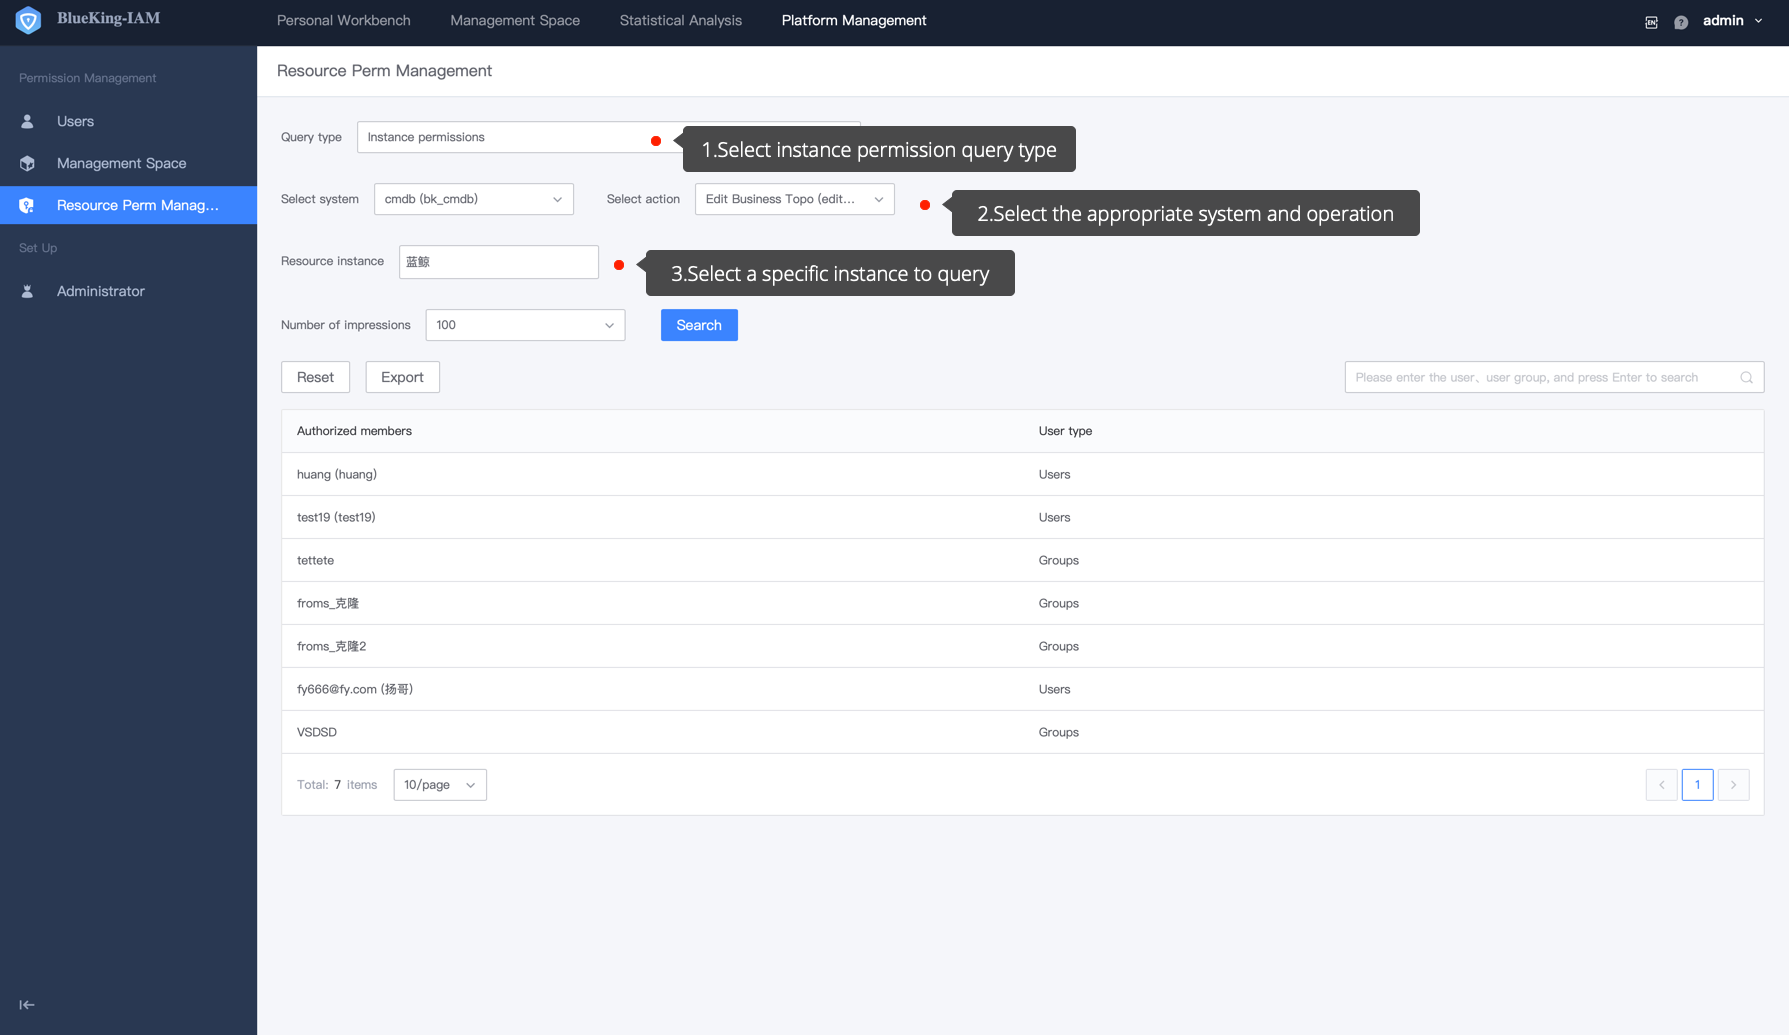 BlueKing-IAM
Personal Workbench Management Space Statistical Analysis Platform Management
EN ? admin
Permission Management
Users
Management Space
Resource Perm Manag...
Set Up
Administrator
Resource Perm Management
Query type Instance permissions
1.Select instance permission query type
Select system cmdb (bk_cmdb) Select action Edit Business Topo (edit...
2.Select the appropriate system and operation
Resource instance 蓝鲸
3.Select a specific instance to query
Number of impressions 100 Search
Reset Export Please enter the user、user group, and press Enter to search
Authorized members User type
huang (huang) Users
test19 (test19) Users
tettete Groups
froms_克隆 Groups
froms_克隆2 Groups
fy666@fy.com (扬哥) Users
VSDSD Groups
Total: 7 items 10/page 1